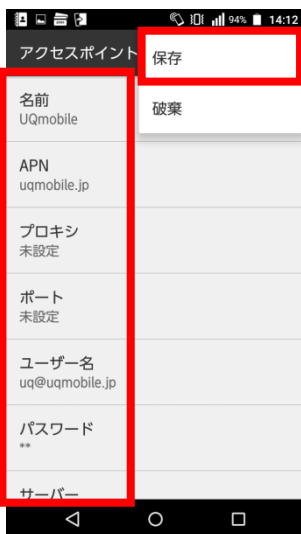 94% 14:12
アクセスポイント
保存
破棄
名前
UQmobile
APN
uqmobile.jp
プロキシ
未設定
ポート
未設定
ユーザー名
uq@uqmobile.jp
パスワード
**
サーバー